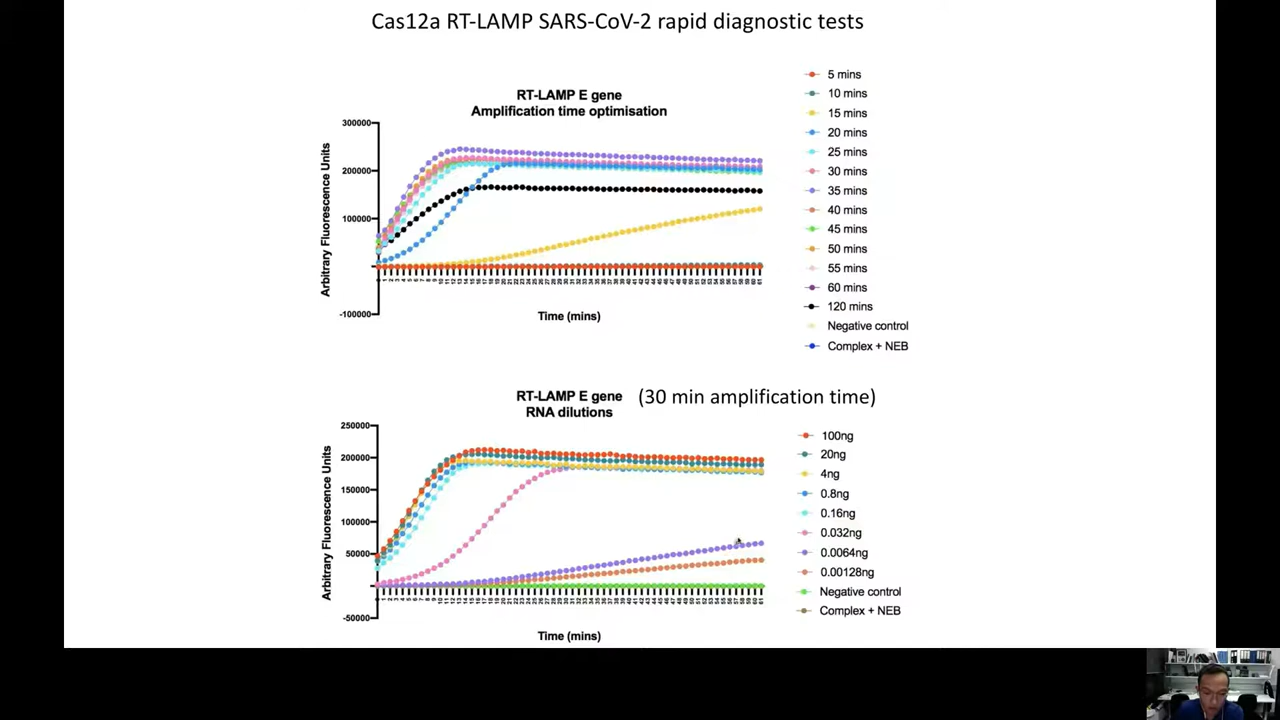 Cas12a RT-LAMP SARS-CoV-2 rapid diagnostic tests
RT-LAMP E gene
Amplification time optimisation
Arbitrary Fluorescence Units
300000
200000
100000
0
-100000
Time (mins)
5 mins
10 mins
15 mins
20 mins
25 mins
30 mins
35 mins
40 mins
45 mins
50 mins
55 mins
60 mins
120 mins
Negative control
Complex + NEB
RT-LAMP E gene (30 min amplification time)
RNA dilutions
Arbitrary Fluorescence Units
250000
200000
150000
100000
50000
0
-50000
Time (mins)
100ng
20ng
4ng
0.8ng
0.16ng
0.032ng
0.0064ng
0.00128ng
Negative control
Complex + NEB